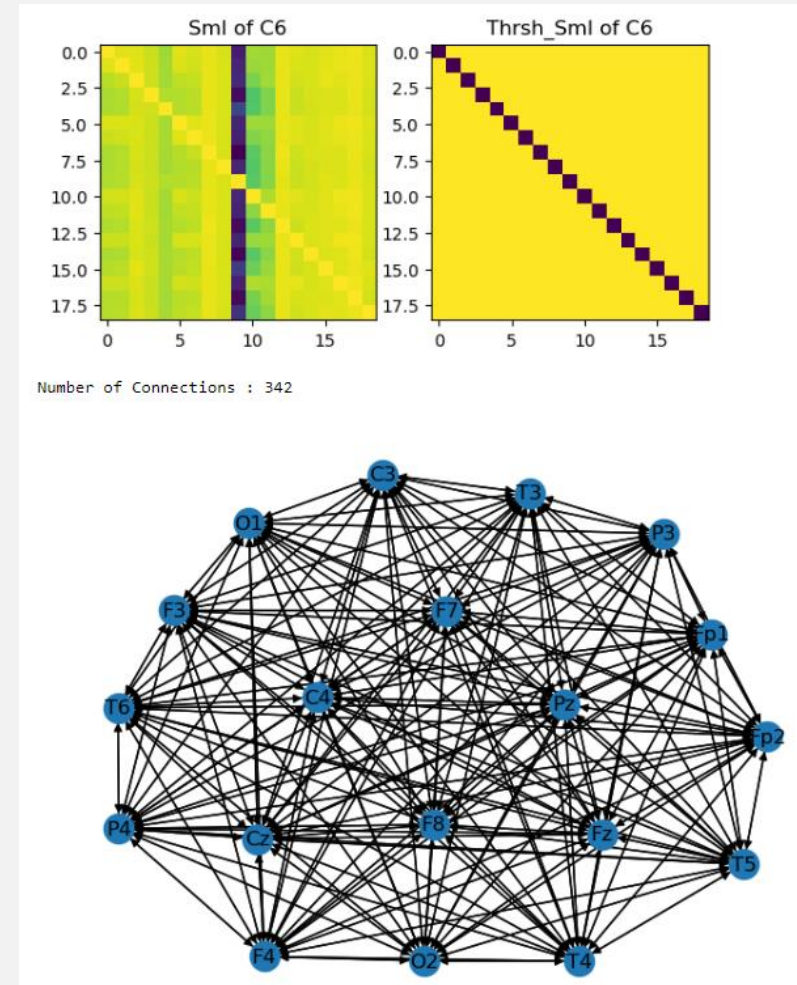 Sml of C6
Thrsh_Sml of C6
0.0
2.5
5.0
7.5
10.0
12.5
15.0
17.5
0 5 10 15
0.0
2.5
5.0
7.5
10.0
12.5
15.0
17.5
0 5 10 15
Number of Connections : 342
C3
T3
O1
P3
F3
F7
Fp1
C4
Pz
T6
Fp2
P4
Cz
F8
Fz
T5
F4
O2
T4